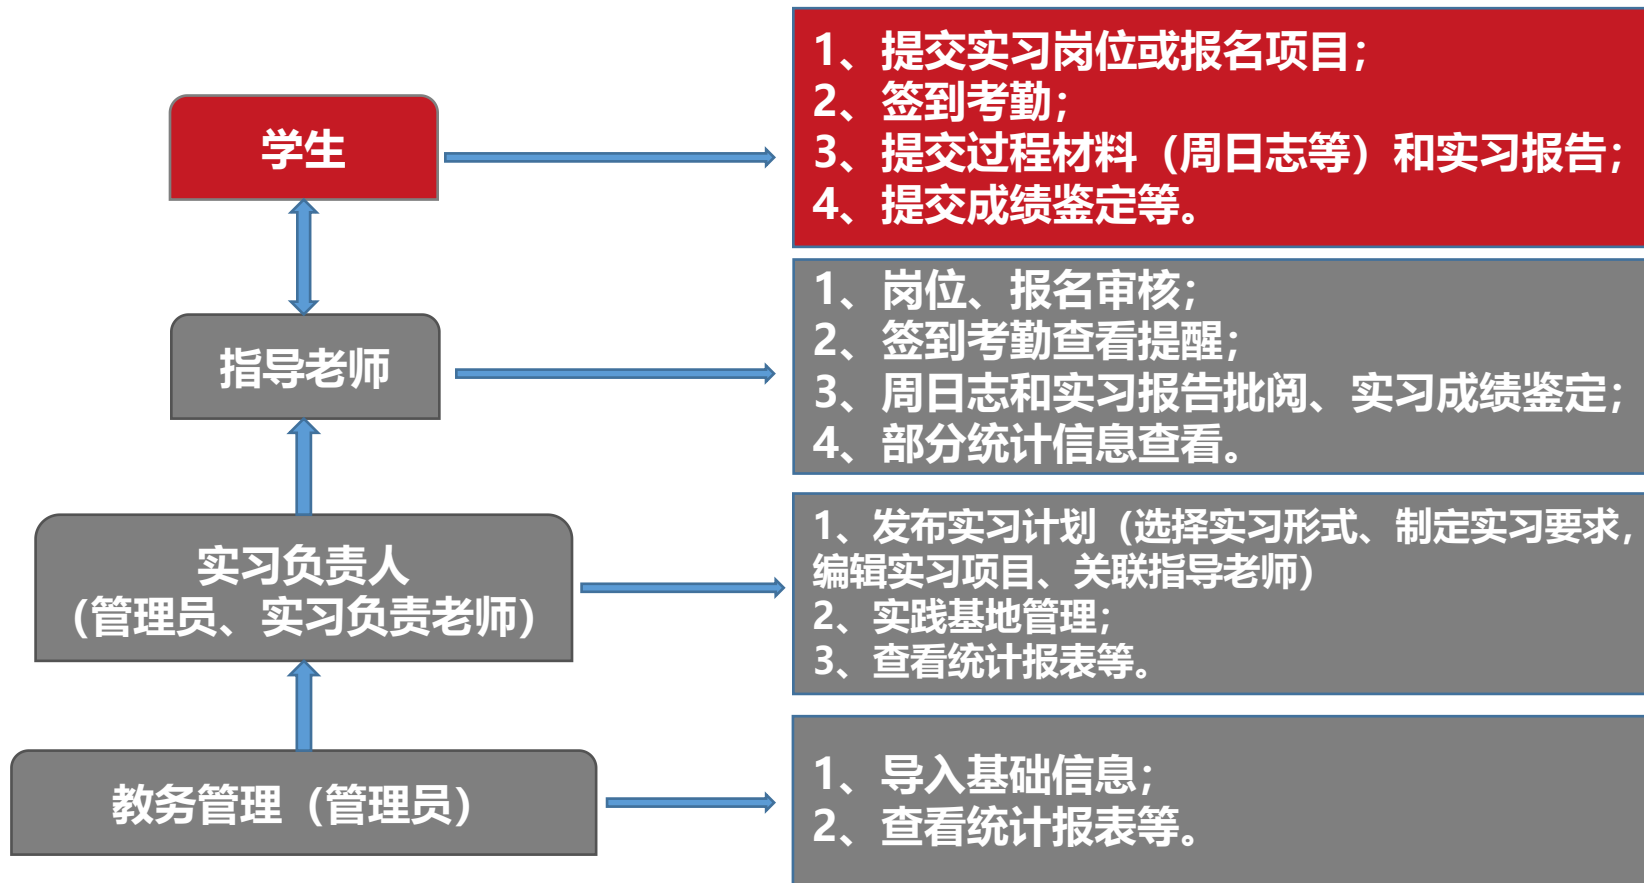 学生
1、提交实习岗位或报名项目；
2、签到考勤；
3、提交过程材料（周日志等）和实习报告；
4、提交成绩鉴定等。
指导老师
1、岗位、报名审核；
2、签到考勤查看提醒；
3、周日志和实习报告批阅、实习成绩鉴定；
4、部分统计信息查看。
实习负责人
（管理员、实习负责老师）
1、发布实习计划（选择实习形式、制定实习要求，
编辑实习项目、关联指导老师）
2、实践基地管理；
3、查看统计报表等。
教务管理（管理员）
1、导入基础信息；
2、查看统计报表等。